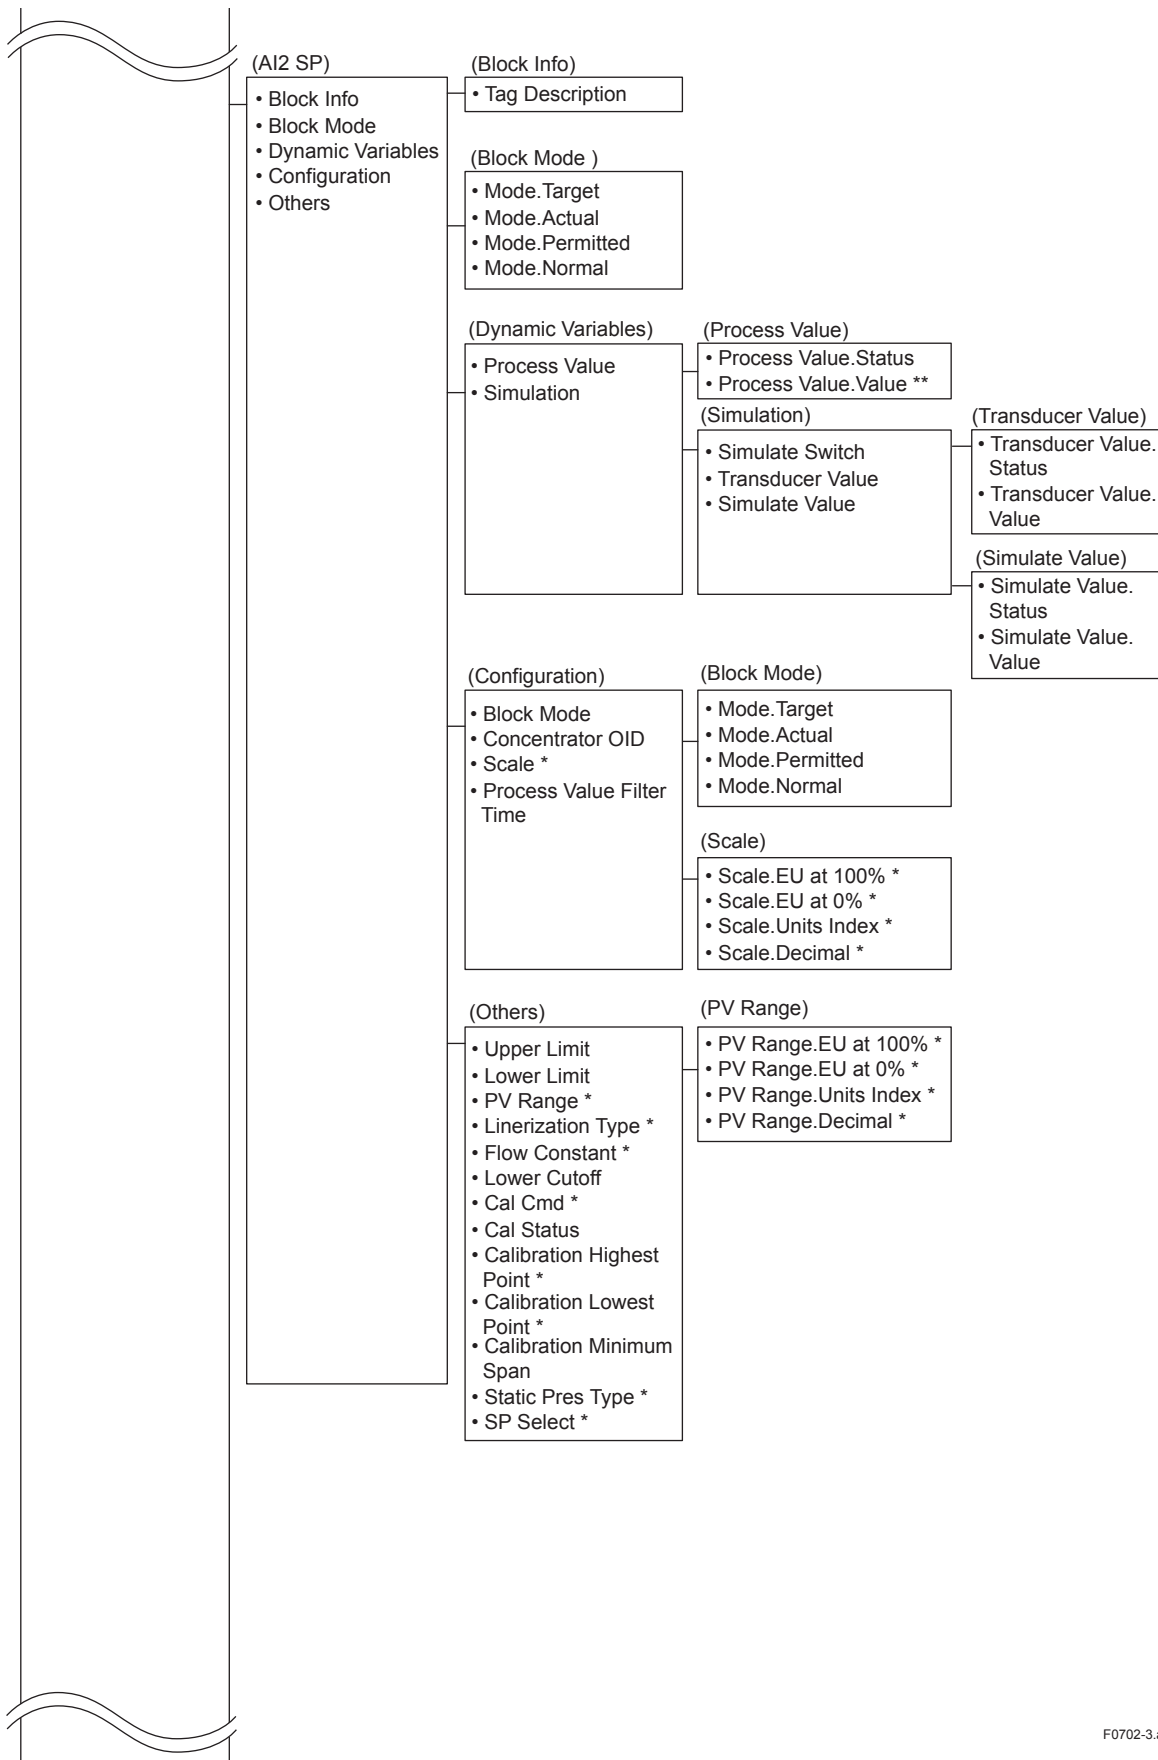 (AI2 SP)
• Block Info
• Block Mode
• Dynamic Variables
• Configuration
• Others
(Block Info)
• Tag Description
(Block Mode )
• Mode.Target
• Mode.Actual
• Mode.Permitted
• Mode.Normal
(Dynamic Variables)
• Process Value
• Simulation
(Process Value)
• Process Value.Status
• Process Value.Value **
(Simulation)
• Simulate Switch
• Transducer Value
• Simulate Value
(Transducer Value)
• Transducer Value.
Status
• Transducer Value.
Value
(Simulate Value)
• Simulate Value.
Status
• Simulate Value.
Value
(Configuration)
• Block Mode
• Concentrator OID
• Scale *
• Process Value Filter
Time
(Block Mode)
• Mode.Target
• Mode.Actual
• Mode.Permitted
• Mode.Normal
(Scale)
• Scale.EU at 100% *
• Scale.EU at 0% *
• Scale.Units Index *
• Scale.Decimal *
(Others)
• Upper Limit
• Lower Limit
• PV Range *
• Linerization Type *
• Flow Constant *
• Lower Cutoff
• Cal Cmd *
• Cal Status
• Calibration Highest
Point *
• Calibration Lowest
Point *
• Calibration Minimum
Span
• Static Pres Type *
• SP Select *
(PV Range)
• PV Range.EU at 100% *
• PV Range.EU at 0% *
• PV Range.Units Index *
• PV Range.Decimal *